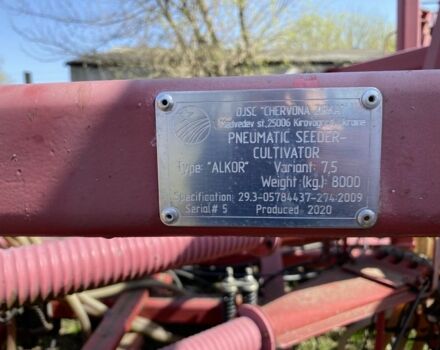 OJSC "CHERVONA ZIRKA"
Medvedev st,25006 Kirovograd, Ukraine
PNEUMATIC SEEDER-
CULTIVATOR
Type: "ALKOR" Variant: 7,5
Weight (kg.): 8000
Specification: 29.3-05784437-274:2009
Serial# 5 Produced 2020